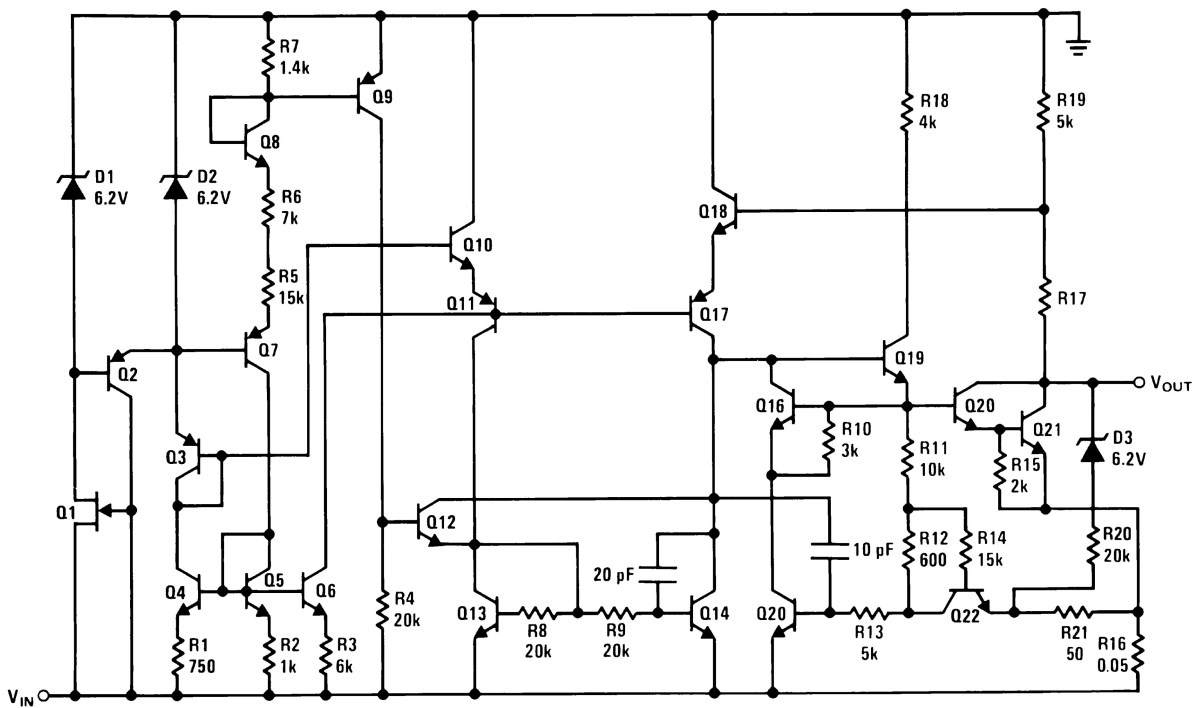 R7
1.4k
Q9
R18
4k
R19
5k
Q8
D1
6.2V
D2
6.2V
R6
7k
Q18
Q10
R5
15k
Q11
R17
Q17
Q7
Q2
Q19
VOUT
Q16
Q20
Q21
R10
3k
R11
10k
D3
6.2V
R15
2k
Q3
Q1
Q12
10 pF
R12
600
R14
15k
R20
20k
20 pF
Q4
Q5
Q6
R4
20k
Q13
Q14
Q20
Q22
R8
20k
R9
20k
R13
5k
R21
50
R16
0.05
R1
750
R2
1k
R3
6k
VIN